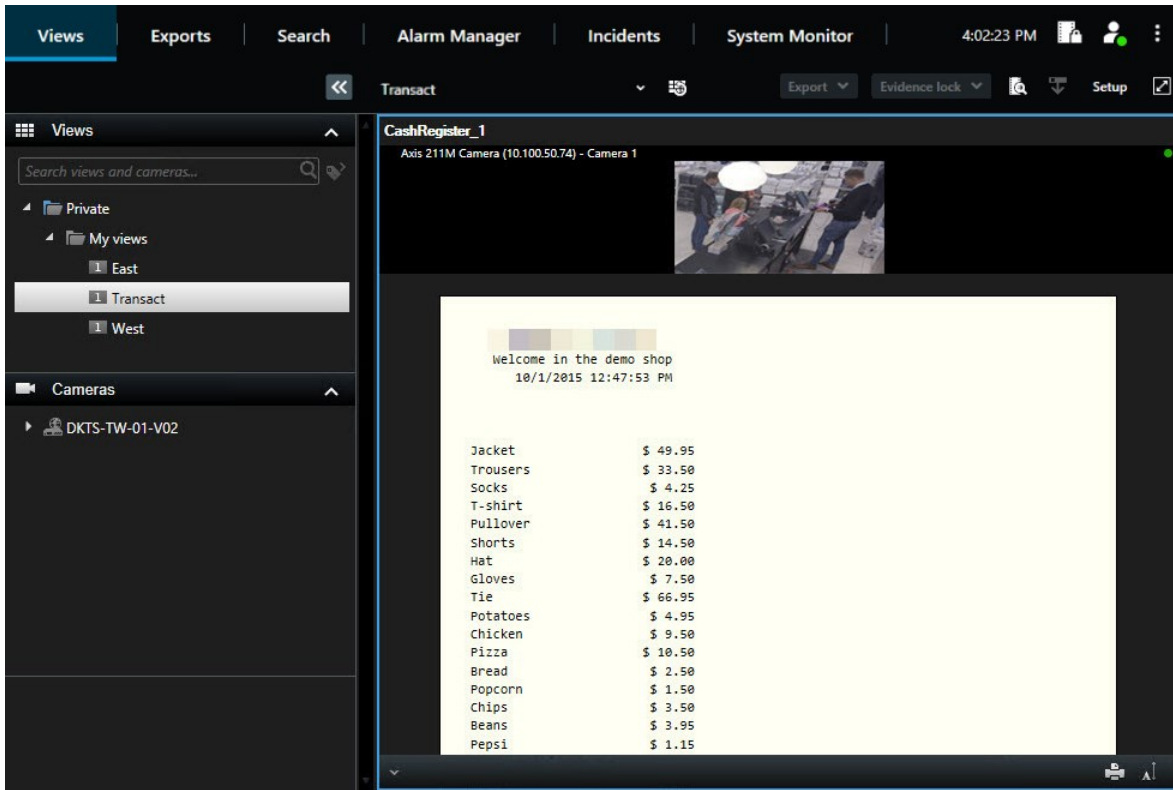 Views Exports Search Alarm Manager Incidents System Monitor 4:02:23 PM
Transact Export Evidence lock Setup
Views
Search views and cameras...
Private
My views
1 East
1 Transact
1 West
Cameras
DKTS-TW-01-V02
CashRegister_1
Axis 211M Camera (10.100.50.74) - Camera 1
Welcome in the demo shop
10/1/2015 12:47:53 PM
Jacket $ 49.95
Trousers $ 33.50
Socks $ 4.25
T-shirt $ 16.50
Pullover $ 41.50
Shorts $ 14.50
Hat $ 20.00
Gloves $ 7.50
Tie $ 66.95
Potatoes $ 4.95
Chicken $ 9.50
Pizza $ 10.50
Bread $ 2.50
Popcorn $ 1.50
Chips $ 3.50
Beans $ 3.95
Pepsi $ 1.15
A